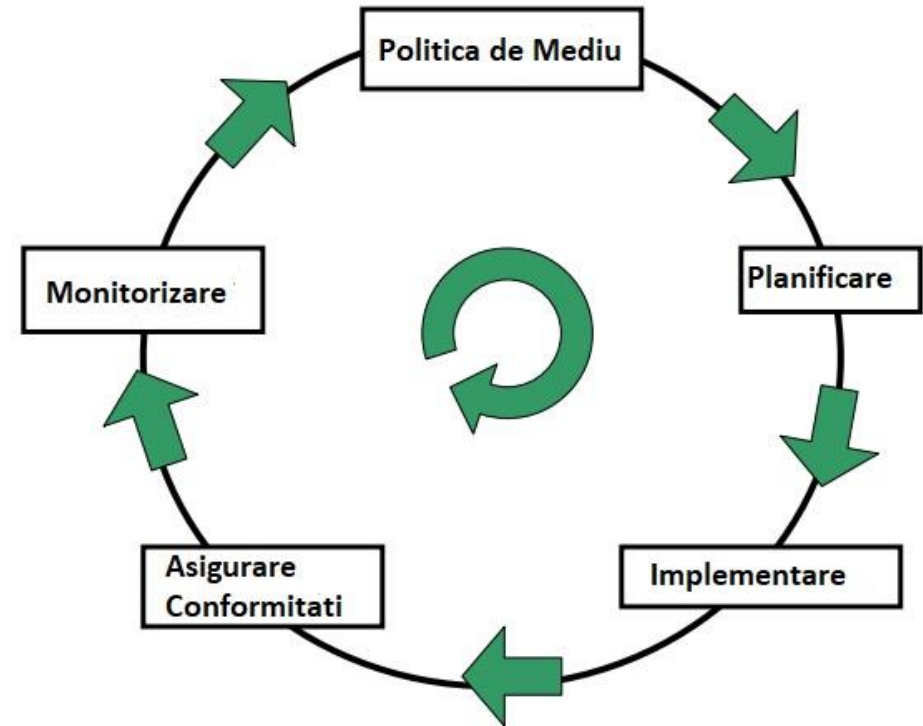 Politica de Mediu
Planificare
Implementare
Asigurare
Conformitati
Monitorizare